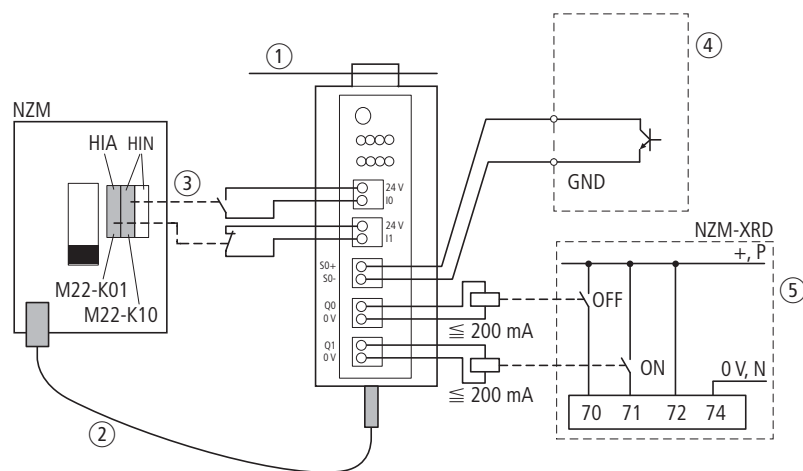 ①
④
NZM
HIA HIN
③
24 V
I0
24 V
I1
GND
S0+
S0-
NZM-XRD
+, P
⑤
OFF
Q0
0 V
≦ 200 mA
M22-K01
M22-K10
Q1
0 V
ON
≦ 200 mA
0 V, N
70 71 72 74
②